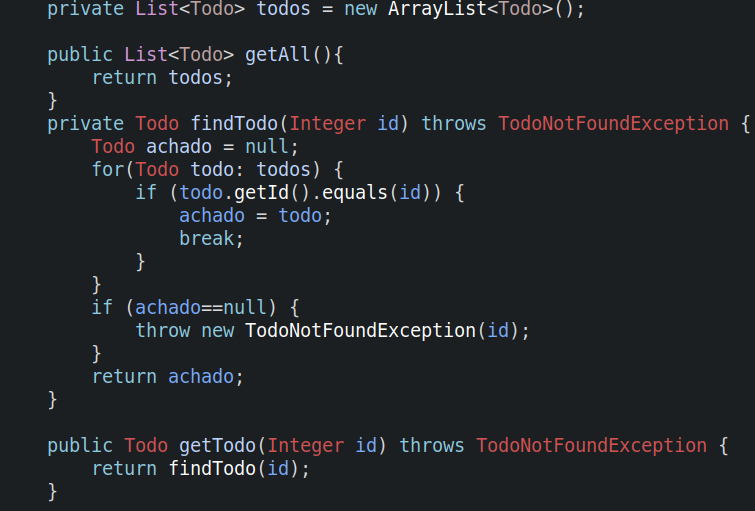 private List<Todo> todos = new ArrayList<Todo>();
public List<Todo> getAll(){
return todos;
}
private Todo findTodo(Integer id) throws TodoNotFoundException {
Todo achado = null;
for(Todo todo: todos) {
if (todo.getId().equals(id)) {
achado = todo;
break;
}
}
if (achado==null) {
throw new TodoNotFoundException(id);
}
return achado;
}
public Todo getTodo(Integer id) throws TodoNotFoundException {
return findTodo(id);
}